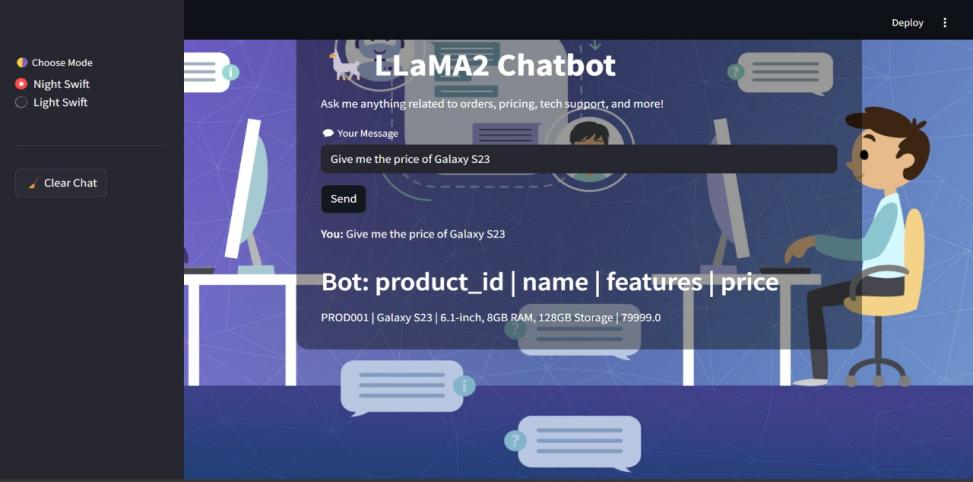 Deploy
Choose Mode
Night Swift
Light Swift
Clear Chat
LLaMA2 Chatbot
Ask me anything related to orders, pricing, tech support, and more!
Your Message
Give me the price of Galaxy S23
Send
You: Give me the price of Galaxy S23
Bot: product_id | name | features | price
PROD001 | Galaxy S23 | 6.1-inch, 8GB RAM, 128GB Storage | 79999.0
i
?
?
i
?